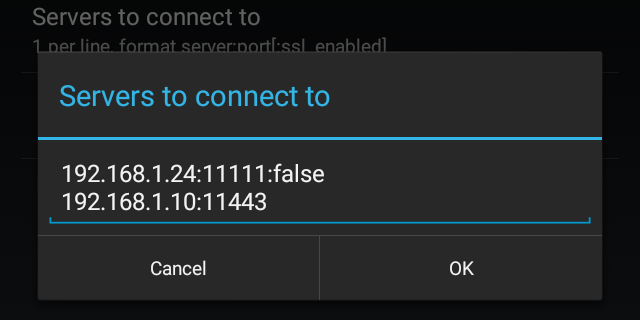 Servers to connect to
1 per line, format server:port[:ssl_enabled]
Servers to connect to
192.168.1.24:11111:false
192.168.1.10:11443
Cancel
OK